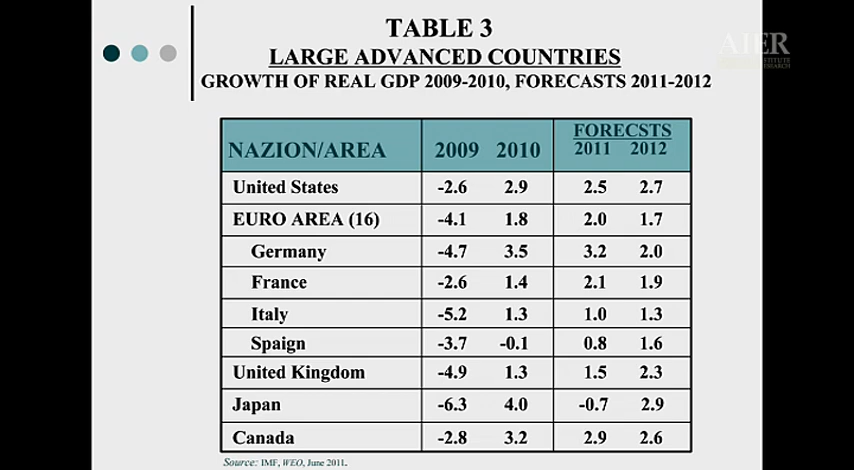 TABLE 3
LARGE ADVANCED COUNTRIES
GROWTH OF REAL GDP 2009-2010, FORECASTS 2011-2012
AIER
NAZION/AREA 2009 2010 FORECSTS 2011 2012
United States -2.6 2.9 2.5 2.7
EURO AREA (16) -4.1 1.8 2.0 1.7
Germany -4.7 3.5 3.2 2.0
France -2.6 1.4 2.1 1.9
Italy -5.2 1.3 1.0 1.3
Spaign -3.7 -0.1 0.8 1.6
United Kingdom -4.9 1.3 1.5 2.3
Japan -6.3 4.0 -0.7 2.9
Canada -2.8 3.2 2.9 2.6
Source: IMF, WEO, June 2011.